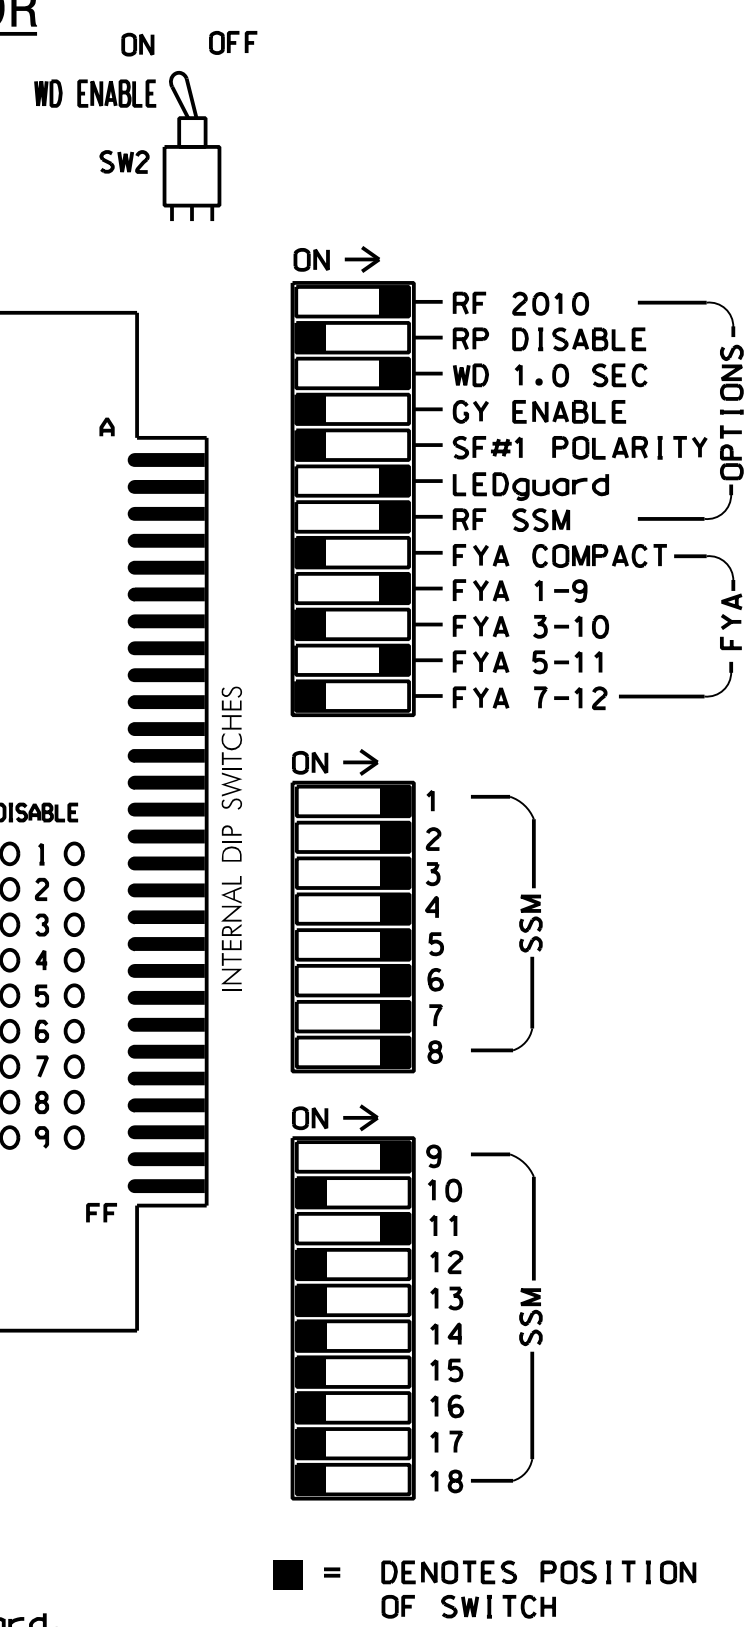 ON OFF
WD ENABLE
SW2
ON →
RF 2010
RP DISABLE
WD 1.0 SEC
GY ENABLE
SF#1 POLARITY
LEDguard
RF SSM
OPTIONS
FYA COMPACT
FYA 1-9
FYA 3-10
FYA 5-11
FYA 7-12
FYA
A
FF
INTERNAL DIP SWITCHES
1
2
3
4
5
6
7
8
9
ON →
1
2
3
4
5
6
7
8
SSM
ON →
9
10
11
12
13
14
15
16
17
18
SSM
= DENOTES POSITION
OF SWITCH